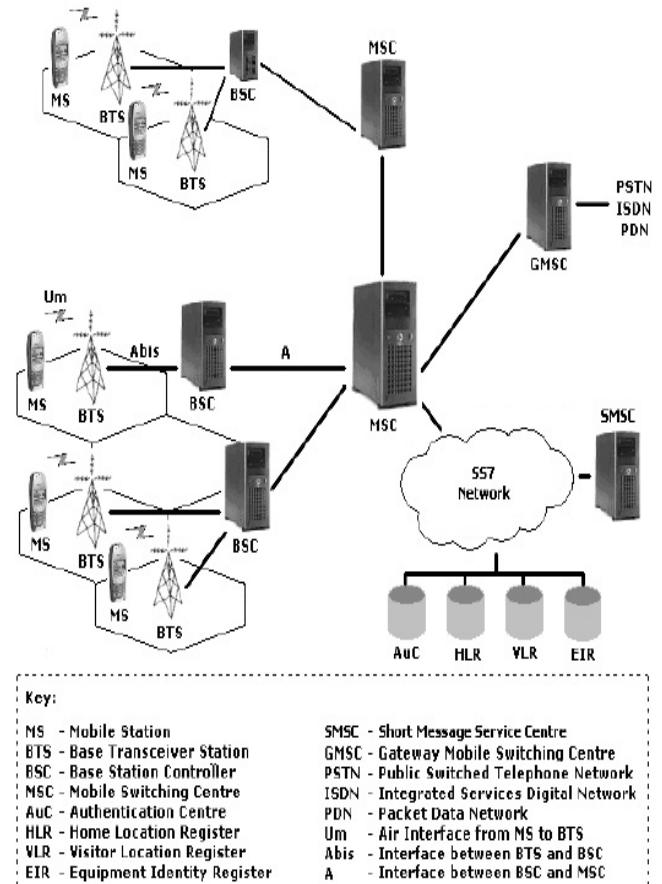 MSC
MS
BTS
BSC
MS
BTS
PSTN
ISDN
PDN
GMSC
Um
Abis
A
MS
BTS
BSC
MSC
SMSC
SS7
Network
MS
BTS
BSC
MS
BTS
AuC HLR VLR EIR
Key:
MS - Mobile Station
BTS - Base Transceiver Station
BSC - Base Station Controller
MSC - Mobile Switching Centre
AuC - Authentication Centre
HLR - Home Location Register
VLR - Visitor Location Register
EIR - Equipment Identity Register
SMSC - Short Message Service Centre
GMSC - Gateway Mobile Switching Centre
PSTN - Public Switched Telephone Network
ISDN - Integrated Services Digital Network
PDN - Packet Data Network
Um - Air Interface from MS to BTS
Abis - Interface between BTS and BSC
A - Interface between BSC and MSC